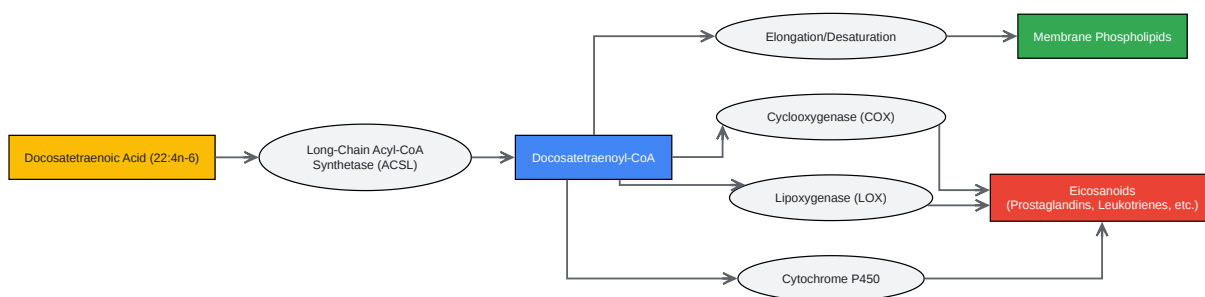 Elongation/Desaturation
Membrane Phospholipids
Cyclooxygenase (COX)
Docosatetraenoic Acid (22:4n-6)
Long-Chain Acyl-CoA
Synthetase (ACSL)
Docosatetraenoyl-CoA
Lipoxygenase (LOX)
Eicosanoids
(Prostaglandins, Leukotrienes, etc.)
Cytochrome P450